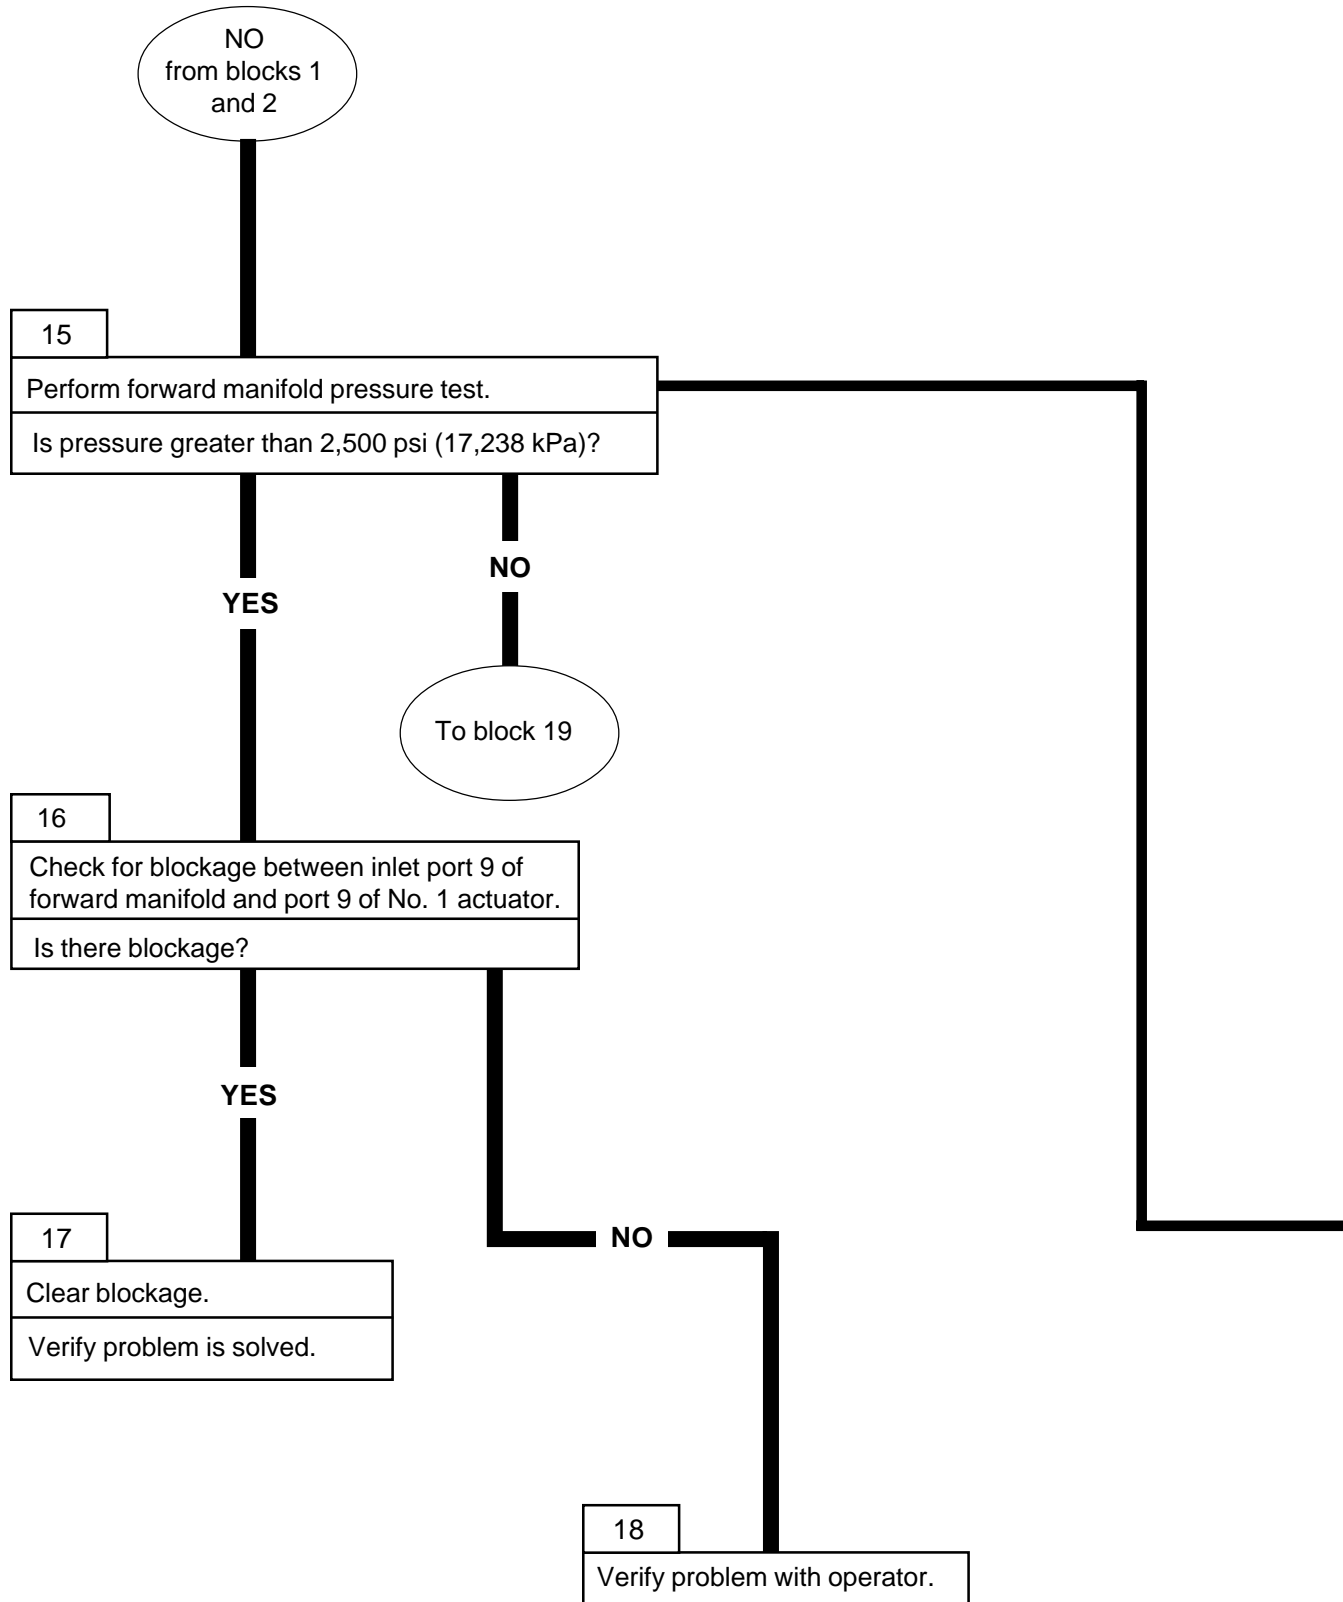 NO
from blocks 1
and 2
15
Perform forward manifold pressure test.
Is pressure greater than 2,500 psi (17,238 kPa)?
NO
YES
To block 19
16
Check for blockage between inlet port 9 of
forward manifold and port 9 of No. 1 actuator.
Is there blockage?
YES
NO
17
Clear blockage.
Verify problem is solved.
18
Verify problem with operator.